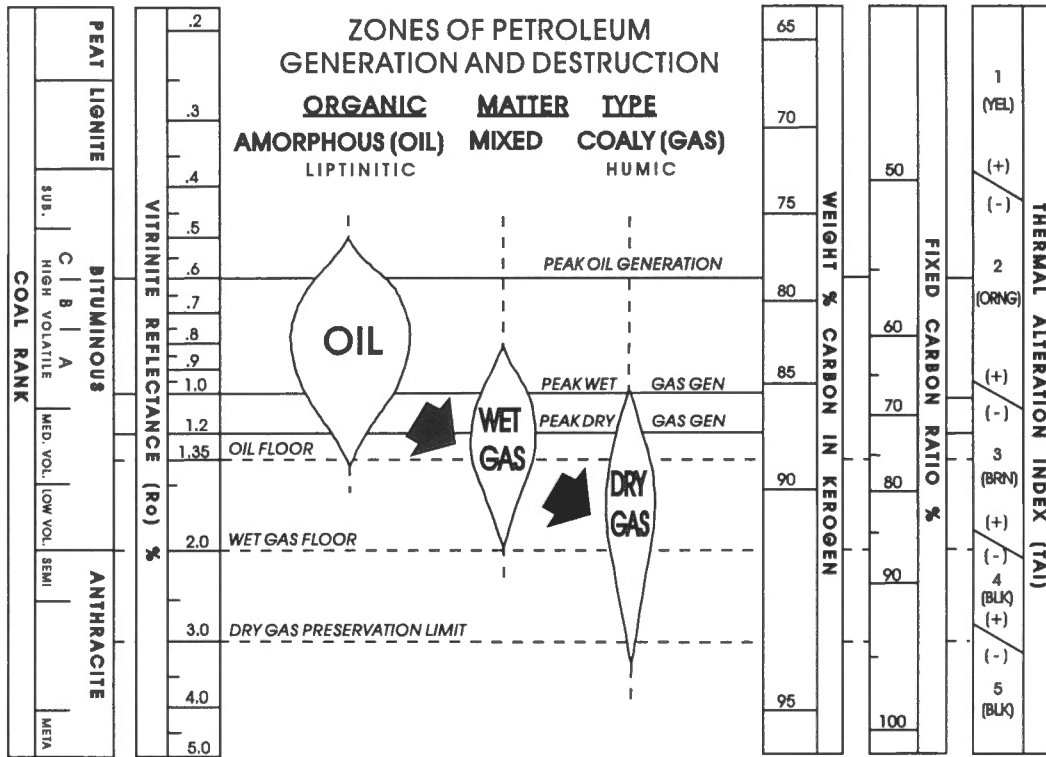 ZONES OF PETROLEUM
GENERATION AND DESTRUCTION
ORGANIC MATTER TYPE
AMORPHOUS (OIL) MIXED COALY (GAS)
LIPTINITIC HUMIC
COAL RANK
PEAT
LIGNITE
BITUMINOUS
ANTHRACITE
SUB.
C | B | A
HIGH VOLATILE
MED. VOL.
LOW VOL.
SEMI
META
VITRINITE REFLECTANCE (Ro) %
.2
.3
.4
.5
.6
.7
.8
.9
1.0
1.2
1.35
2.0
3.0
4.0
5.0
PEAK OIL GENERATION
OIL
PEAK WET GAS GEN
WET
GAS
PEAK DRY GAS GEN
OIL FLOOR
DRY
GAS
WET GAS FLOOR
DRY GAS PRESERVATION LIMIT
WEIGHT % CARBON IN KEROGEN
65
70
75
80
85
90
95
FIXED CARBON RATIO %
50
60
70
80
90
100
THERMAL ALTERATION INDEX (TAI)
1
(YEL)
(+)
(-)
2
(ORNG)
(+)
(-)
3
(BRN)
(+)
(-)
4
(BLK)
(+)
(-)
5
(BLK)